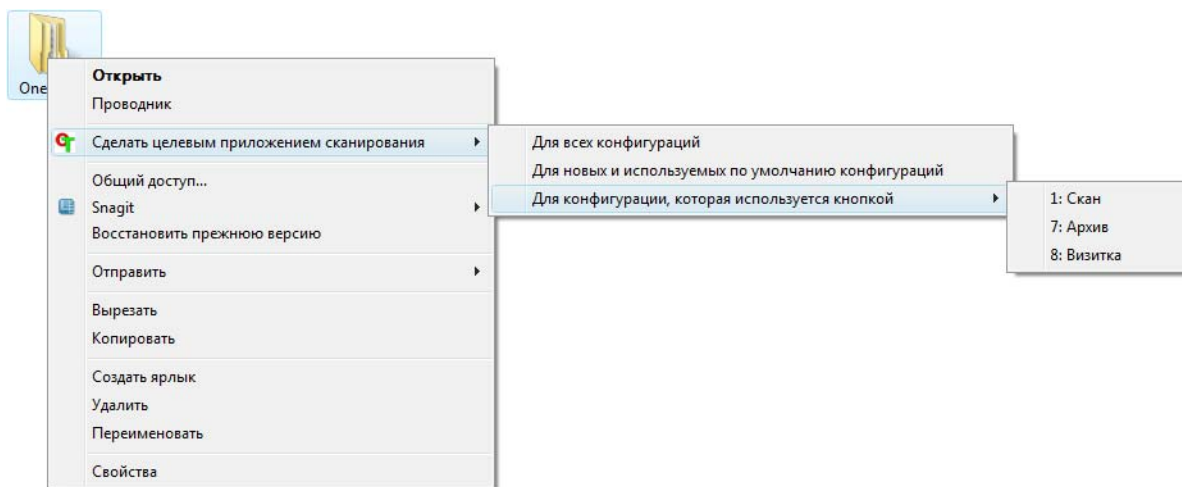 One
Открыть
Проводник
Сделать целевым приложением сканирования
Для всех конфигураций
Для новых и используемых по умолчанию конфигураций
Для конфигурации, которая используется кнопкой
1: Скан
7: Архив
8: Визитка
Общий доступ...
Snagit
Восстановить прежнюю версию
Отправить
Вырезать
Копировать
Создать ярлык
Удалить
Переименовать
Свойства